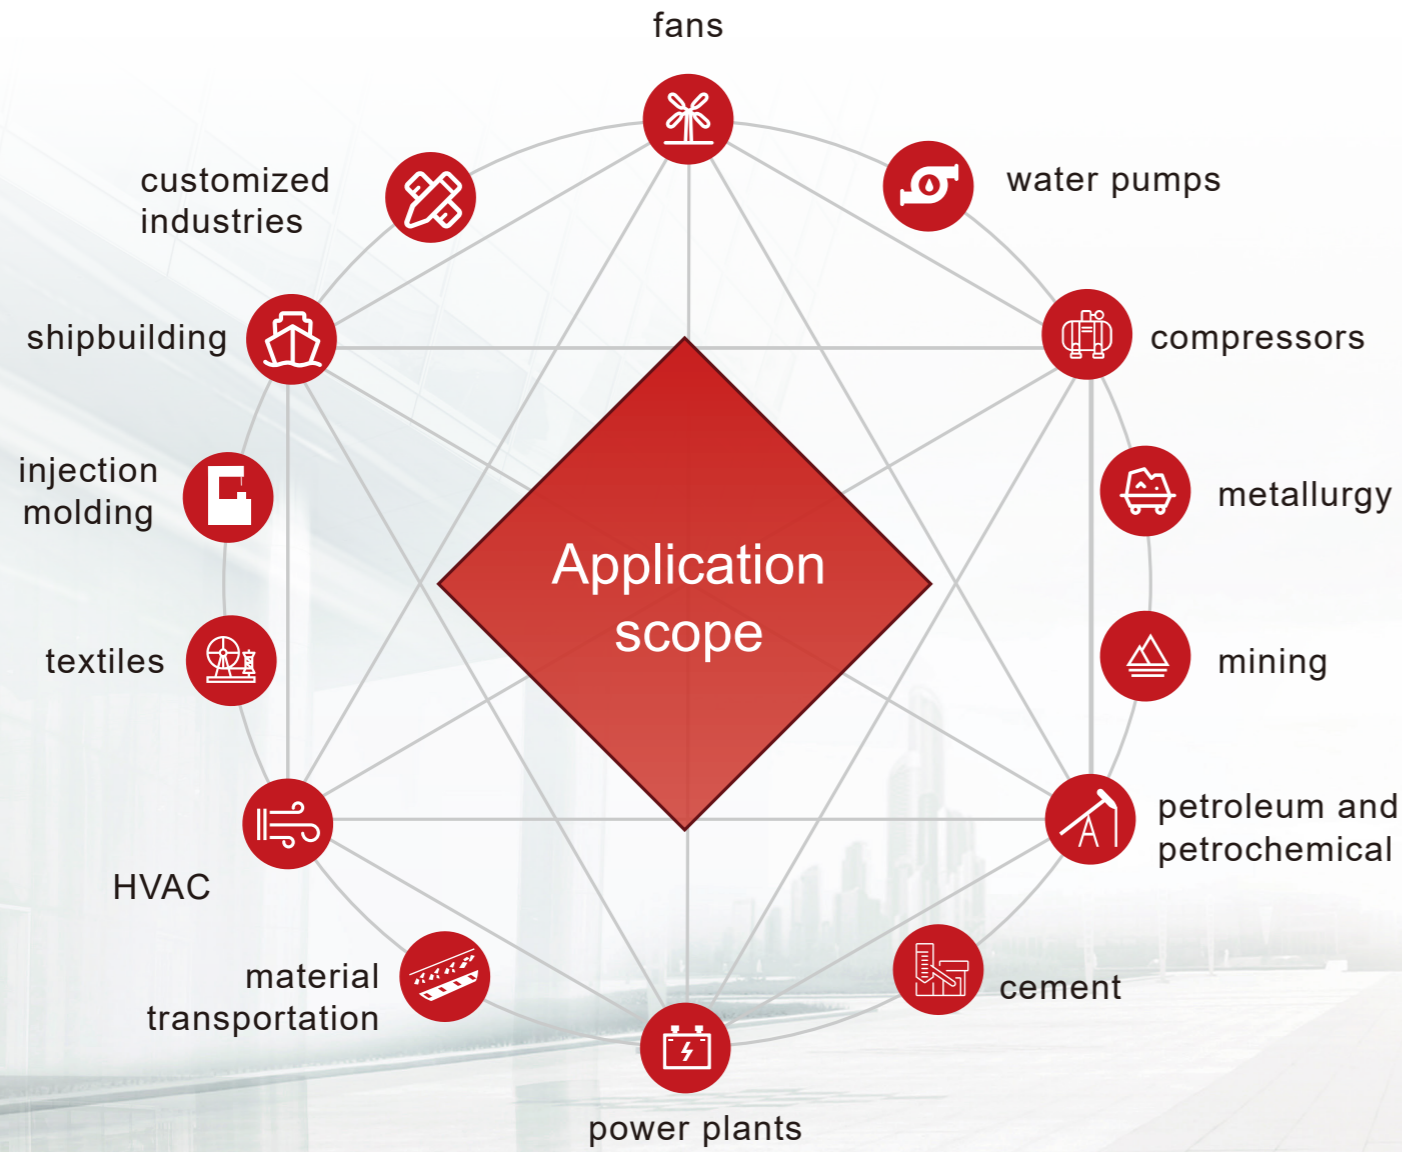 fans
customized
industries
water pumps
shipbuilding
compressors
injection
molding
metallurgy
Application
scope
textiles
mining
petroleum and
petrochemical
HVAC
material
transportation
cement
power plants